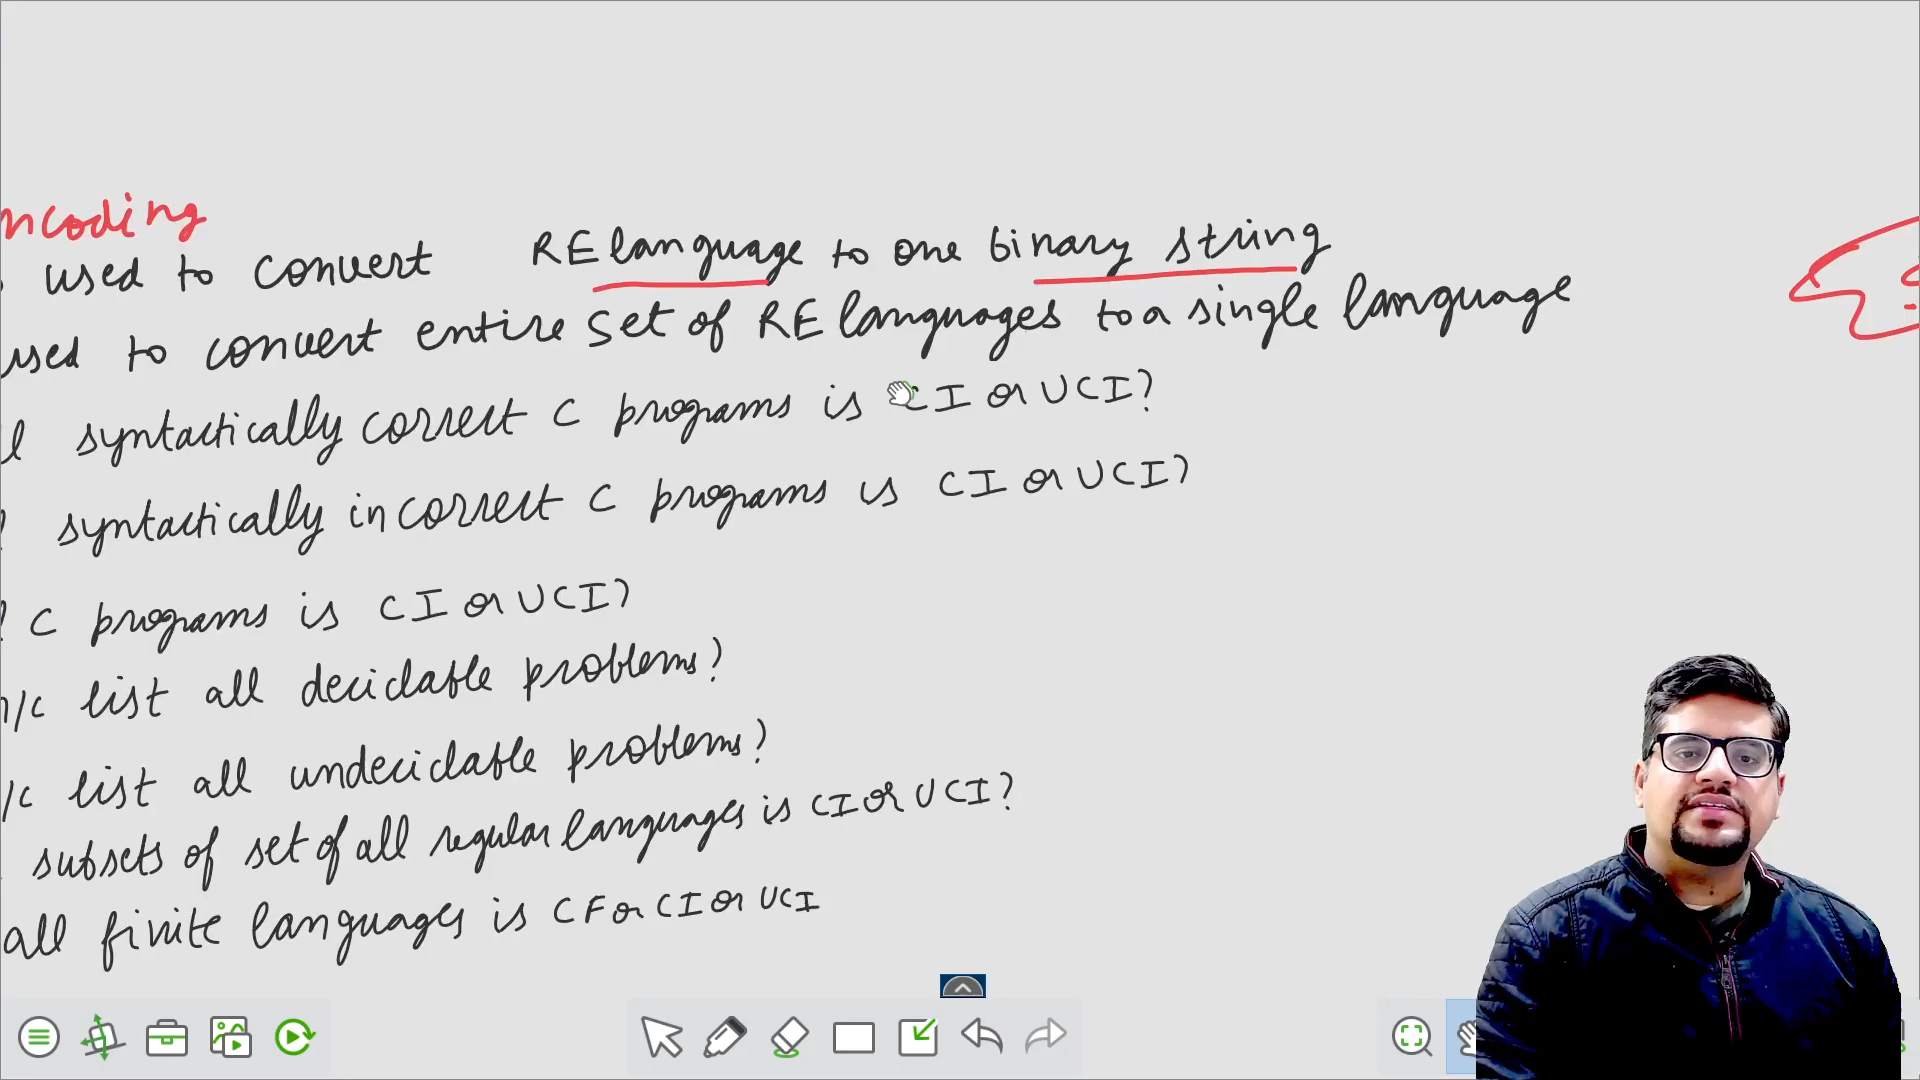 ncoding
used to convert RE language to one binary string
used to convert entire set of RE languages to a single language
syntactically correct C programs is CI or UCI?
syntactically incorrect C programs is CI or UCI?
C programs is CI or UCI?
m/c list all decidable problems?
/c list all undecidable problems?
subsets of set of all regular languages is CI or UCI?
all finite languages is CF or CI or UCI